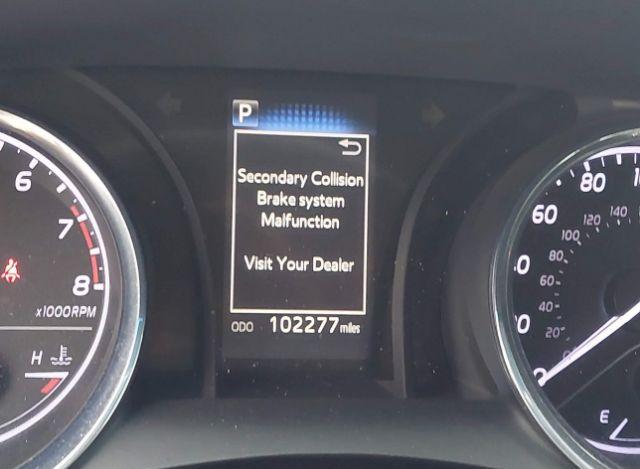 P
Secondary Collision
Brake system
Malfunction
Visit Your Dealer
ODO 102277 miles
6
7
8
x1000RPM
H
80
60
120
140
100
80
60
40
20
E